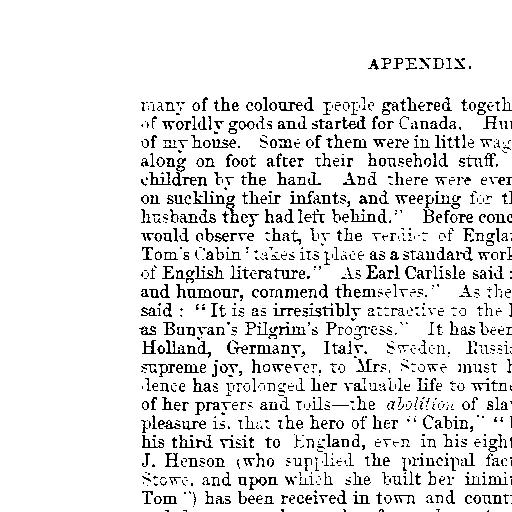 APPENDIX.
many of the coloured people gathered togeth
of worldly goods and started for Canada. Hun
of my house. Some of them were in little wag
along on foot after their household stuff.
children by the hand. And there were ever
on suckling their infants, and weeping for th
husbands they had left behind." Before conc
would observe that, by the verdict of Englan
Tom's Cabin' takes its place as a standard work
of English literature." As Earl Carlisle said :
and humour, commend themselves." As the
said : "It is as irresistibly attractive to the
as Bunyan's Pilgrim's Progress." It has been
Holland, Germany, Italy, Sweden, Russi
supreme joy, however, to Mrs. Stowe must
dence has prolonged her valuable life to witne
of her prayers and toils—the abolition of slav
pleasure is, that the hero of her "Cabin," "
his third visit to England, even in his eight
J. Henson (who supplied the principal fact
Stowe, and upon which she built her inimit
Tom") has been received in town and countr